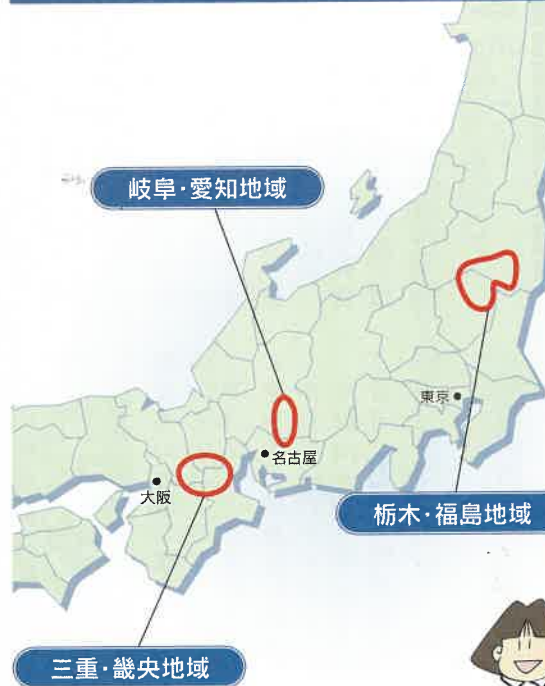 岐阜・愛知地域
東京
名古屋
大阪
栃木・福島地域
三重・畿央地域